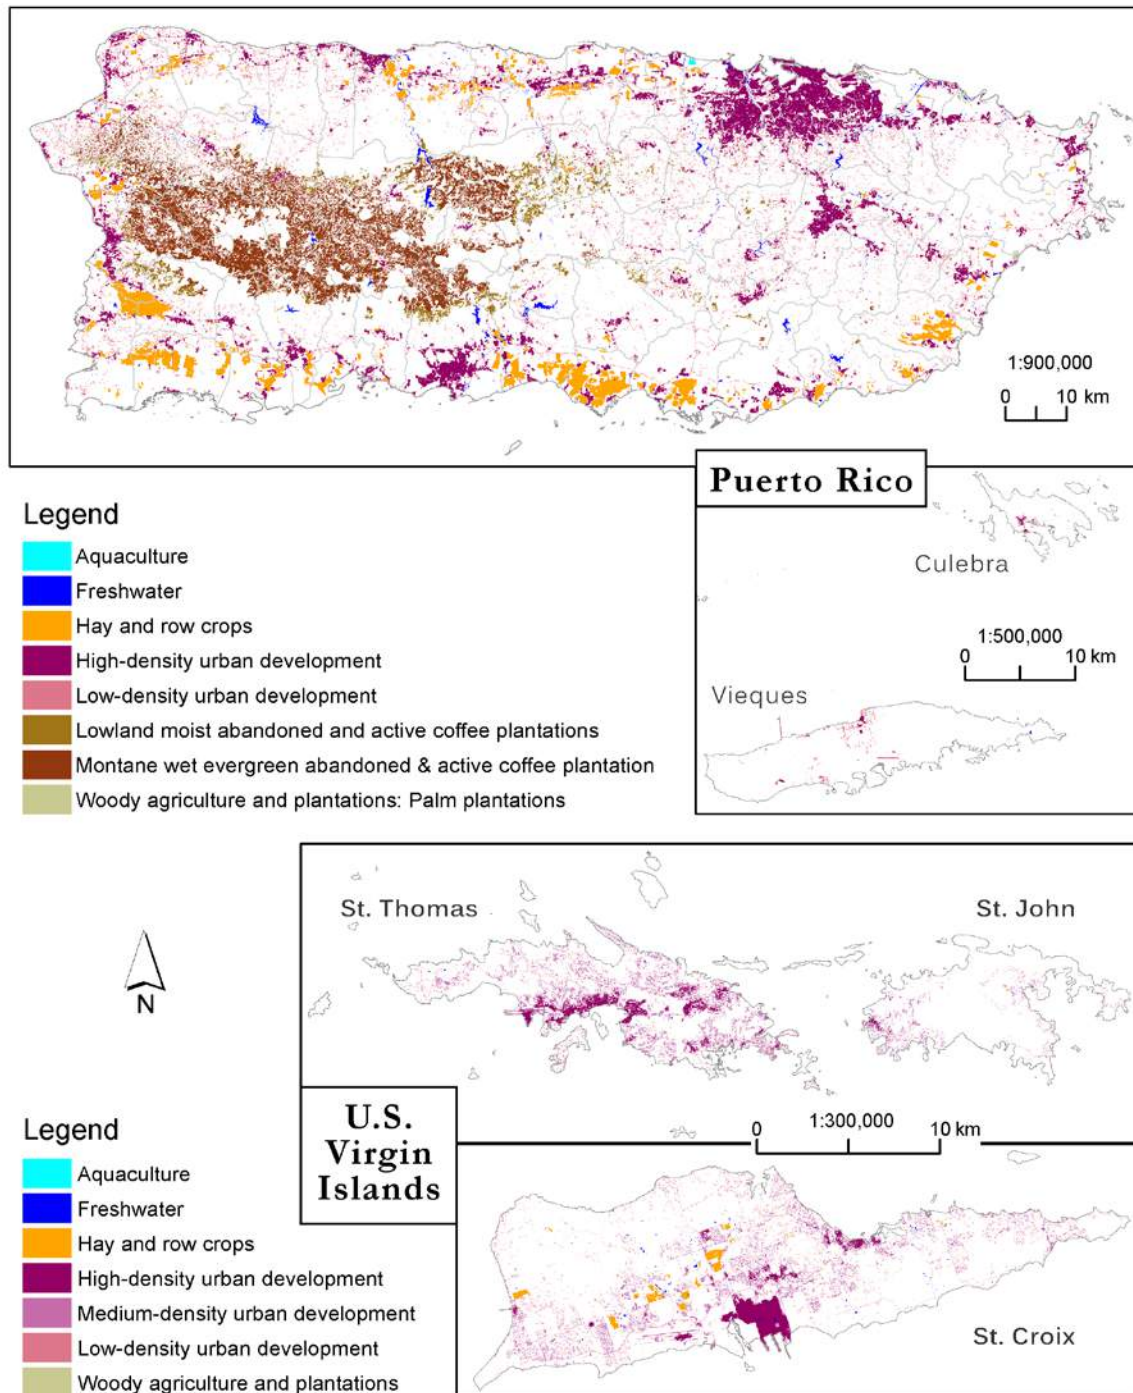 1:900,000
0 10 km
Puerto Rico
Culebra
1:500,000
0 10 km
Vieques
Legend
Aquaculture
Freshwater
Hay and row crops
High-density urban development
Low-density urban development
Lowland moist abandoned and active coffee plantations
Montane wet evergreen abandoned & active coffee plantation
Woody agriculture and plantations: Palm plantations
N
St. Thomas
St. John
U.S.
Virgin
Islands
1:300,000
0 10 km
St. Croix
Legend
Aquaculture
Freshwater
Hay and row crops
High-density urban development
Medium-density urban development
Low-density urban development
Woody agriculture and plantations